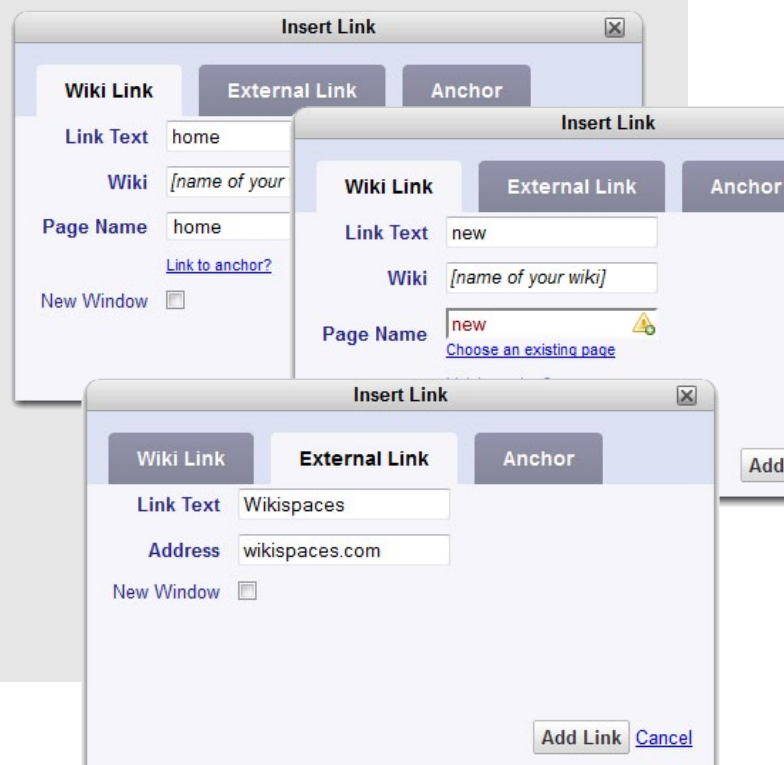 Insert Link
Wiki Link External Link Anchor
Link Text home
Wiki [name of your
Page Name home
Link to anchor?
New Window
Insert Link
Wiki Link External Link Anchor
Link Text new
Wiki [name of your wiki]
Page Name new
Choose an existing page
Add
Insert Link
Wiki Link External Link Anchor
Link Text Wikispaces
Address wikispaces.com
New Window
Add Link Cancel